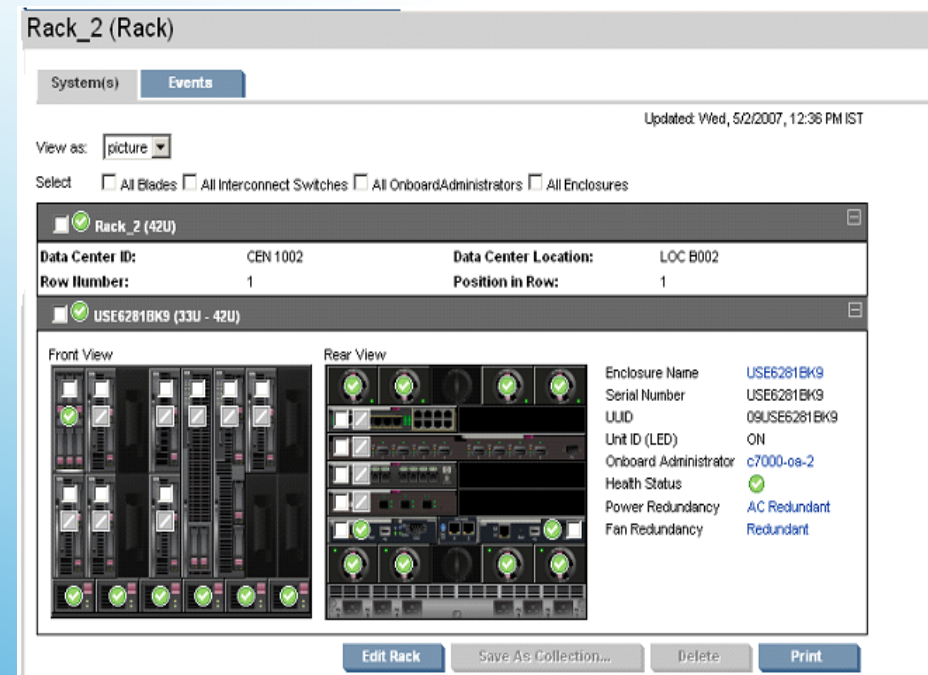 Rack_2 (Rack)
System(s) Events
Updated: Wed, 5/2/2007, 12:36 PM IST
View as: picture
Select All Blades All Interconnect Switches All OnboardAdministrators All Enclosures
Rack_2 (42U)
Data Center ID: CEN 1002 Data Center Location: LOC B002
Row Number: 1 Position in Row: 1
USE6281BK9 (33U - 42U)
Front View Rear View
Enclosure Name USE6281BK9
Serial Number USE6281BK9
UUID 09USE6281BK9
Unit ID (LED) ON
Onboard Administrator c7000-oa-2
Health Status
Power Redundancy AC Redundant
Fan Redundancy Redundant
Edit Rack Save As Collection... Delete Print